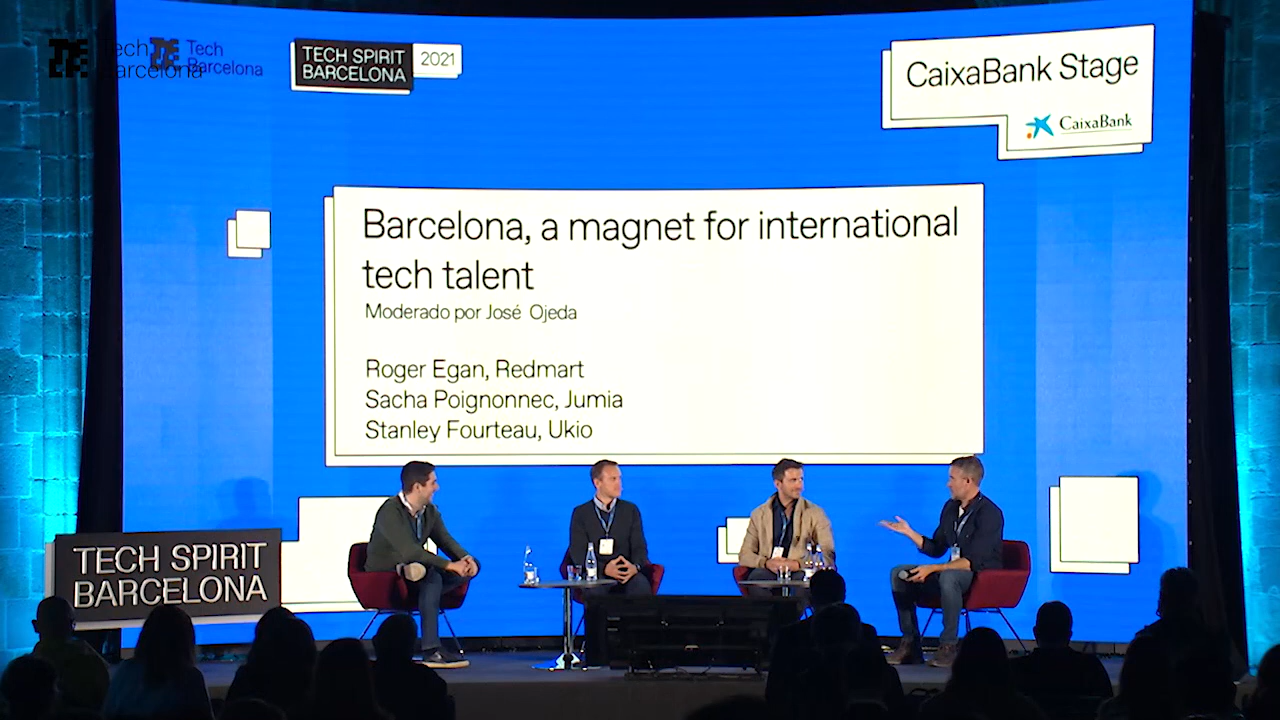 Tech
Barcelona
Tech
Barcelona
TECH SPIRIT
BARCELONA
2021
CaixaBank Stage
CaixaBank
Barcelona, a magnet for international
tech talent
Moderado por José Ojeda
Roger Egan, Redmart
Sacha Poignonnec, Jumia
Stanley Fourteau, Ukio
TECH SPIRIT
BARCELONA